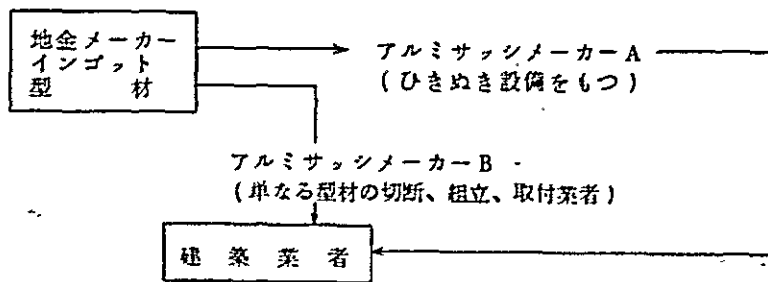 地金メーカー
インゴット
型材
アルミサッシメーカーA
(ひきぬき設備をもつ)
アルミサッシメーカーB
(単なる型材の切断、組立、取付業者)
建築業者